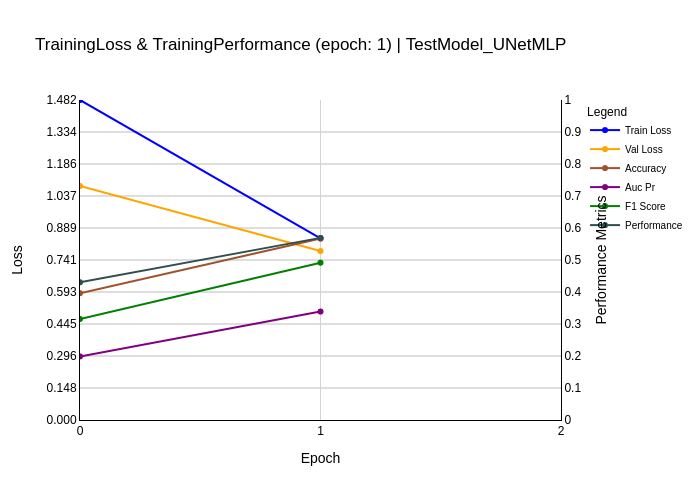 TrainingLoss & TrainingPerformance (epoch: 1) | TestModel_UNetMLP
1.482
1.334
1.186
1.037
0.889
0.741
0.593
0.445
0.296
0.148
0.000
Loss
0
1
2
Epoch
1
0.9
0.8
0.7
0.6
0.5
0.4
0.3
0.2
0.1
0
Performance Metrics
Legend
Train Loss
Val Loss
Accuracy
Auc Pr
F1 Score
Performance